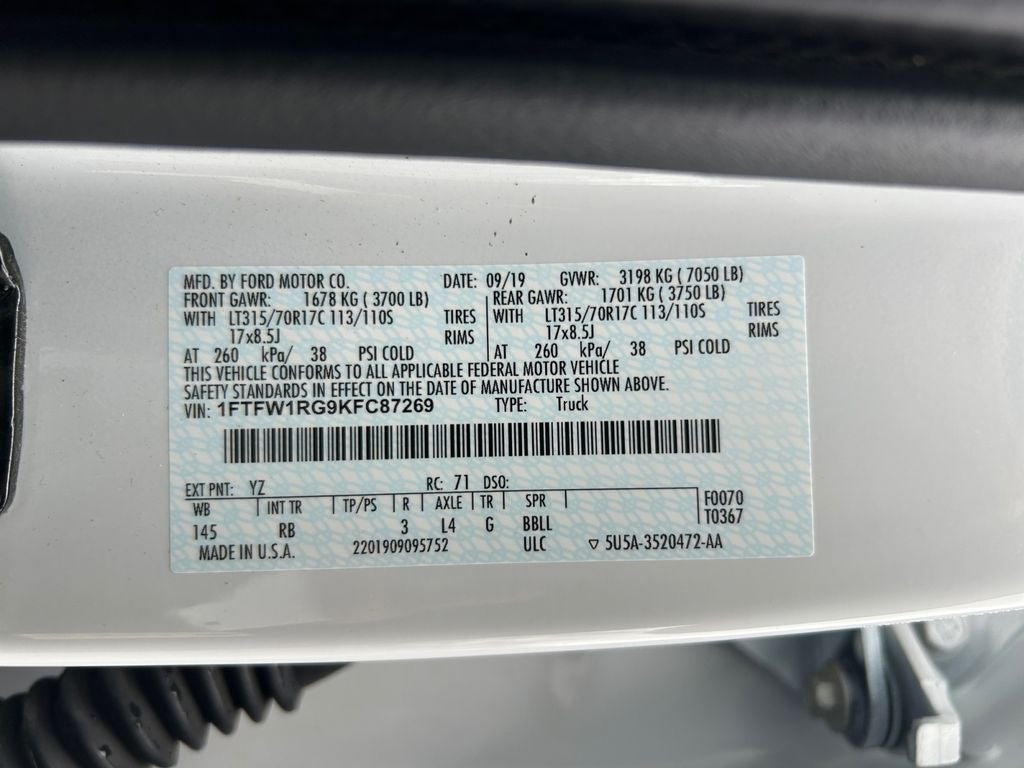 MFD. BY FORD MOTOR CO. DATE: 09/19 GVWR: 3198 KG ( 7050 LB)
FRONT GAWR: 1678 KG ( 3700 LB) REAR GAWR: 1701 KG ( 3750 LB)
WITH LT315/70R17C 113/110S TIRES WITH LT315/70R17C 113/110S TIRES
17x8.5J RIMS 17x8.5J RIMS
AT 260 kPa/ 38 PSI COLD AT 260 kPa/ 38 PSI COLD
THIS VEHICLE CONFORMS TO ALL APPLICABLE FEDERAL MOTOR VEHICLE
SAFETY STANDARDS IN EFFECT ON THE DATE OF MANUFACTURE SHOWN ABOVE.
VIN: 1FTFW1RG9KFC87269 TYPE: Truck
EXT PNT: YZ RC: 71 DSO:
WB INT TR TP/PS R AXLE TR SPR F0070
145 RB 3 L4 G BBLL T0367
MADE IN U.S.A. 2201909095752 ULC ▽ 5U5A-3520472-AA